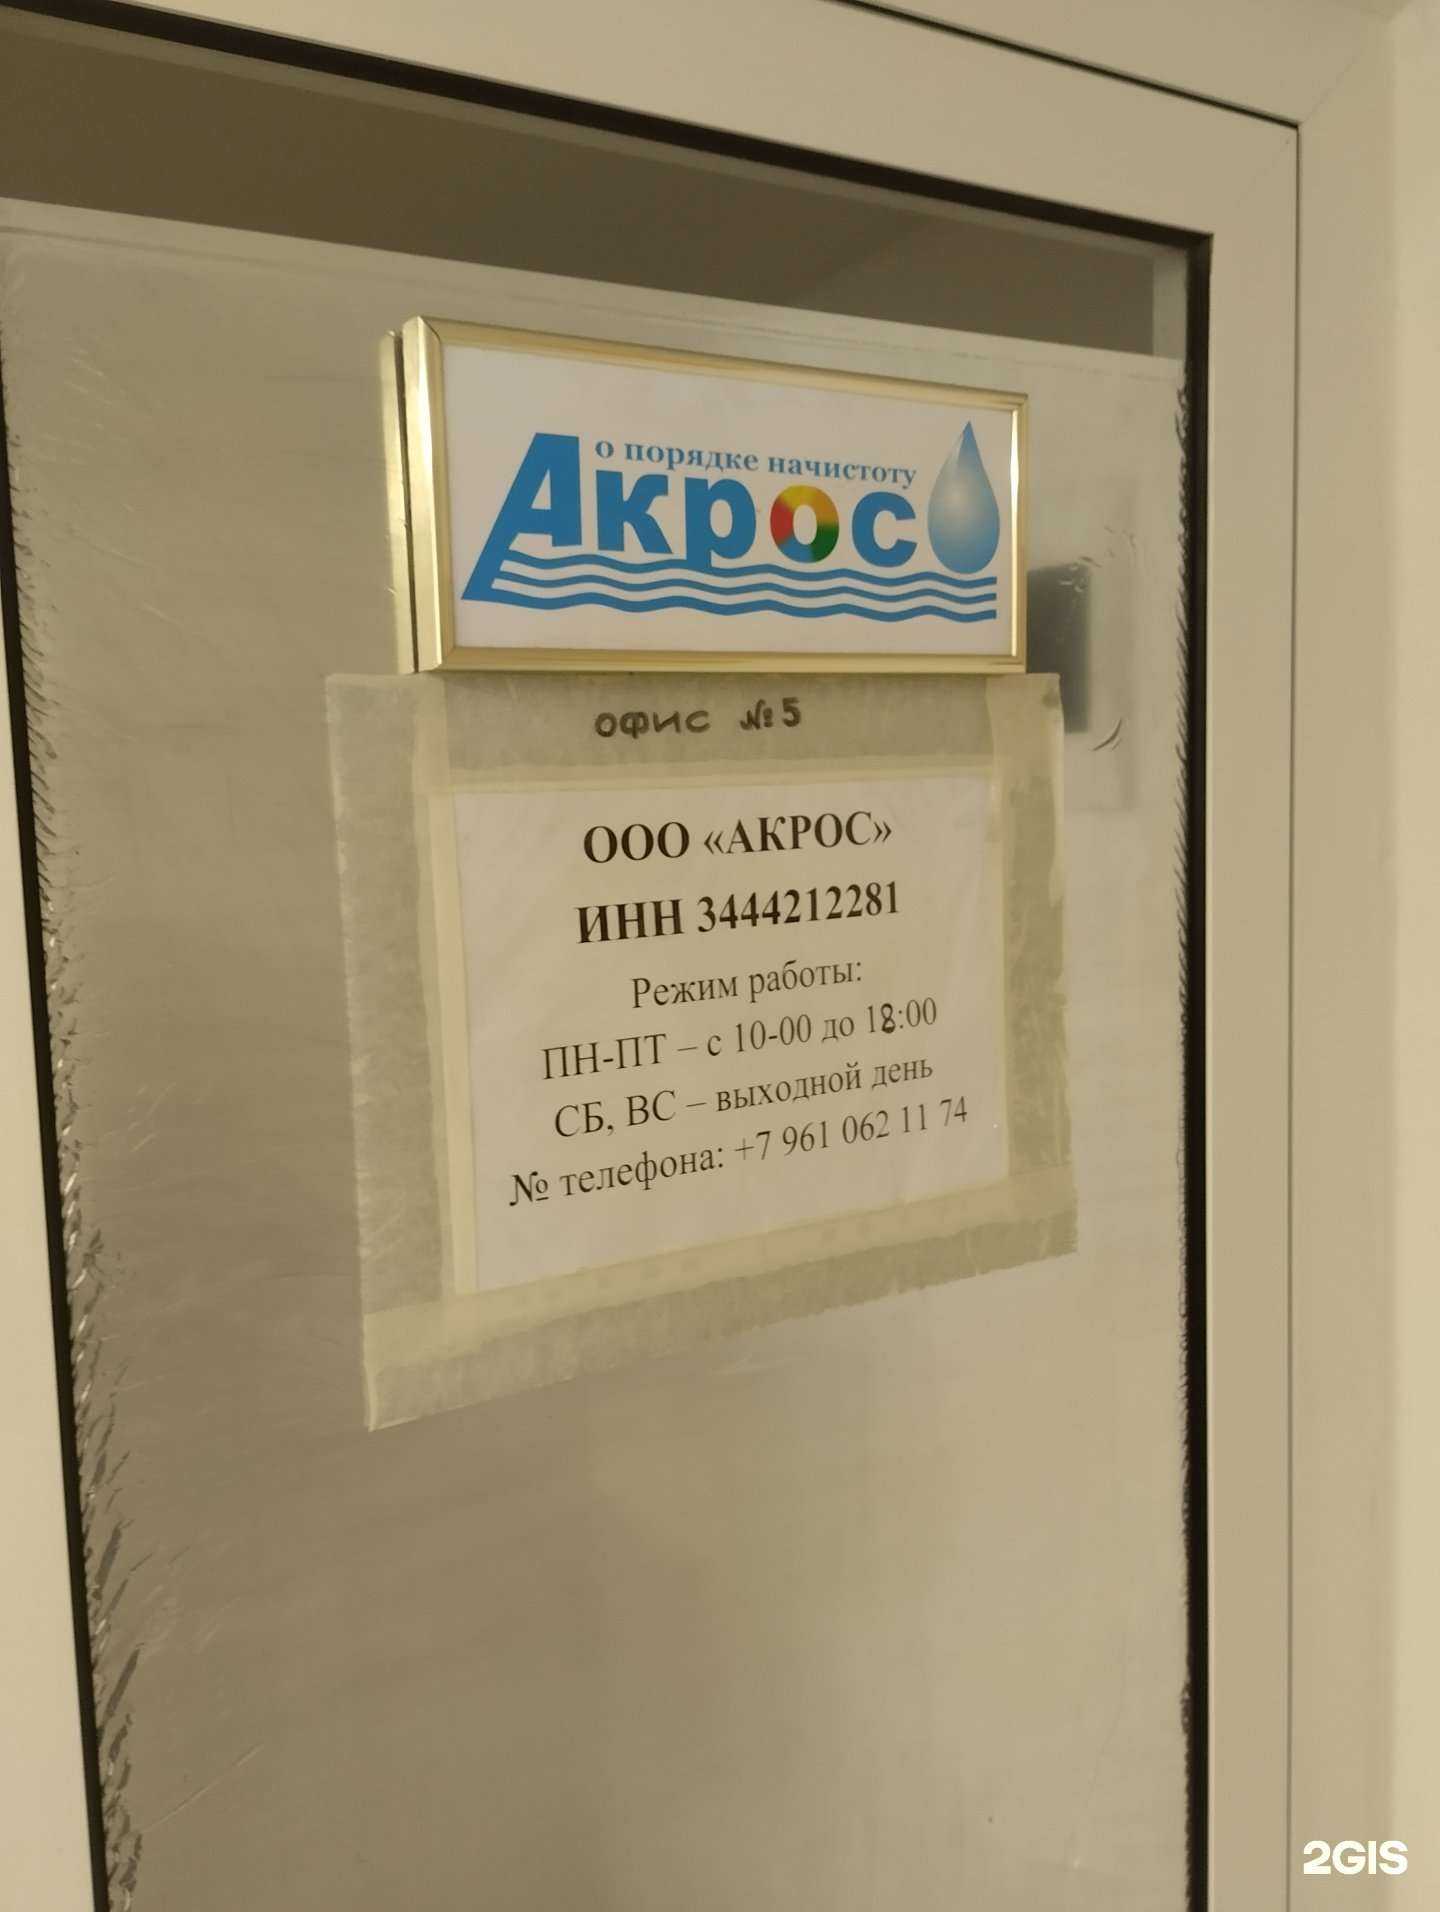 о порядке начистоту
Акрос
офис №5
ООО «АКРОС»
ИНН 3444212281
Режим работы:
ПН-ПТ – с 10-00 до 18:00
СБ, ВС – выходной день
№ телефона: +7 961 062 11 74
2GIS